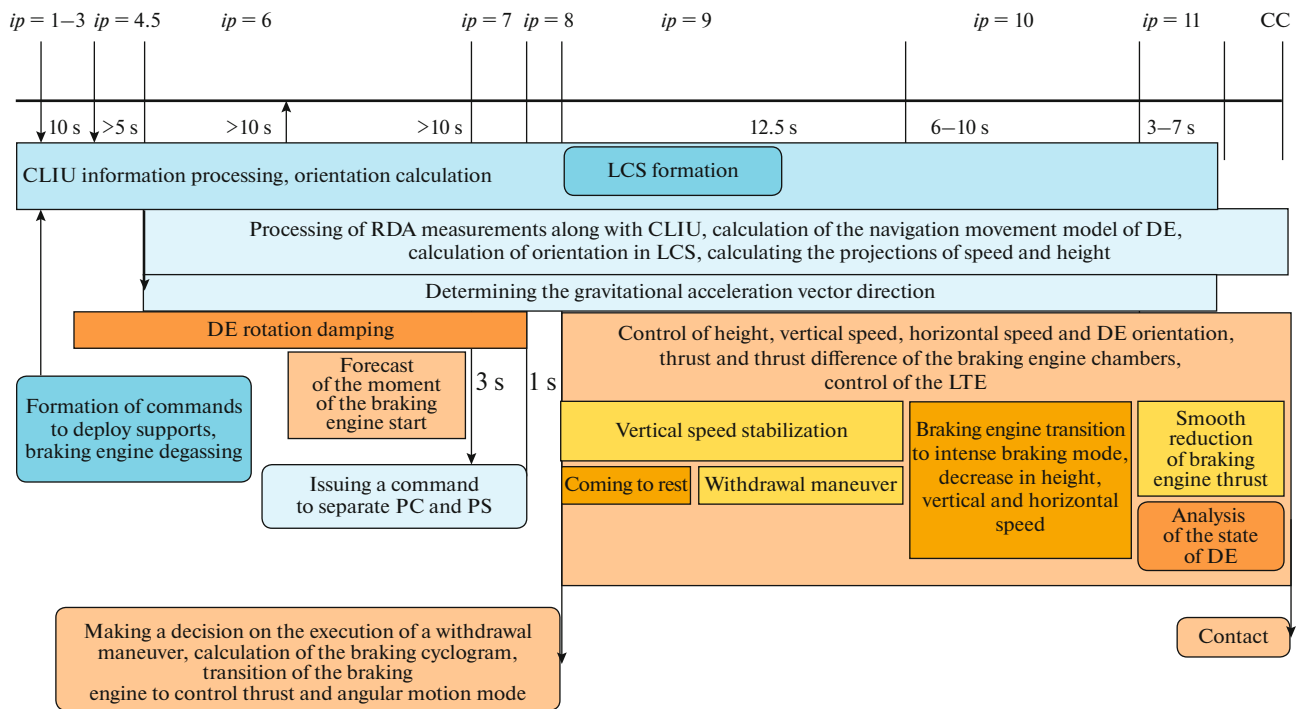 ip = 1–3 ip = 4.5 ip = 6 ip = 7 ip = 8 ip = 9 ip = 10 ip = 11 CC
10 s >5 s >10 s >10 s 12.5 s 6–10 s 3–7 s
CLIU information processing, orientation calculation
LCS formation
Processing of RDA measurements along with CLIU, calculation of the navigation movement model of DE,
calculation of orientation in LCS, calculating the projections of speed and height
Determining the gravitational acceleration vector direction
DE rotation damping
Forecast
of the moment
of the braking
engine start
3 s
1 s
Control of height, vertical speed, horizontal speed and DE orientation,
thrust and thrust difference of the braking engine chambers,
control of the LTE
Formation of commands
to deploy supports,
braking engine degassing
Issuing a command
to separate PC and PS
Vertical speed stabilization
Coming to rest
Withdrawal maneuver
Braking engine transition
to intense braking mode,
decrease in height,
vertical and horizontal
speed
Smooth
reduction
of braking
engine thrust
Analysis
of the state
of DE
Making a decision on the execution of a withdrawal
maneuver, calculation of the braking cyclogram,
transition of the braking
engine to control thrust and angular motion mode
Contact